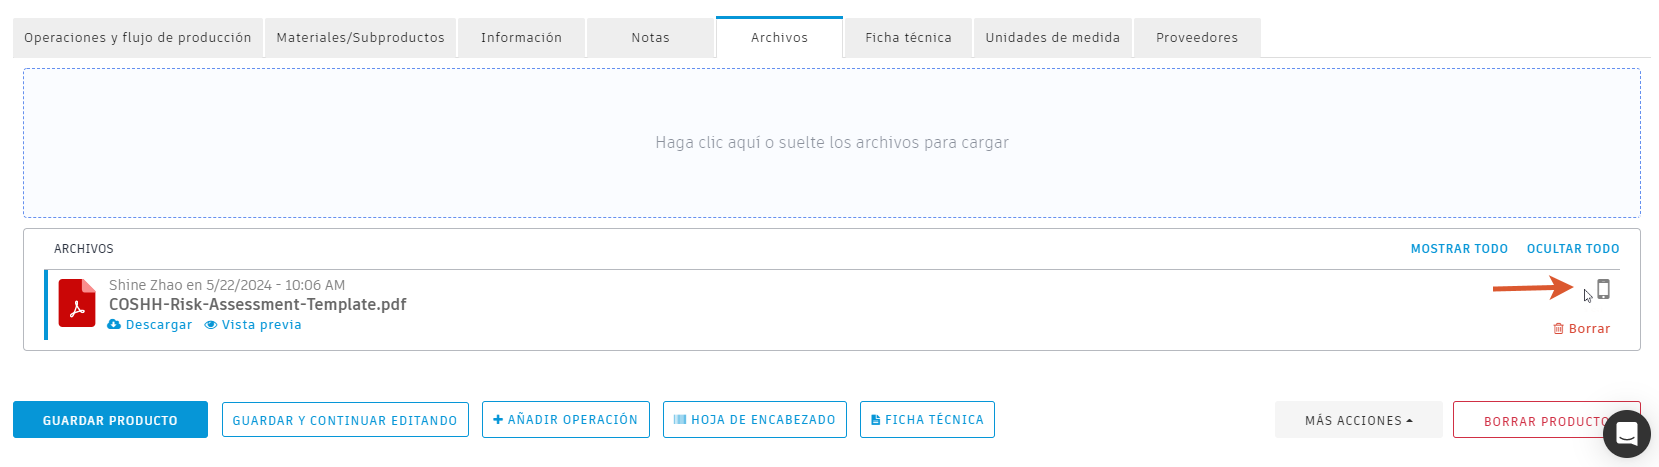 Operaciones y flujo de producción Materiales/Subproductos Información Notas Archivos Ficha técnica Unidades de medida Proveedores
Haga clic aquí o suelte los archivos para cargar
ARCHIVOS MOSTRAR TODO OCULTAR TODO
Shine Zhao en 5/22/2024 - 10:06 AM
COSHH-Risk-Assessment-Template.pdf
Descargar Vista previa Borrar
GUARDAR PRODUCTO GUARDAR Y CONTINUAR EDITANDO AÑADIR OPERACIÓN HOJA DE ENCABEZADO FICHA TÉCNICA MÁS ACCIONES BORRAR PRODUCTO